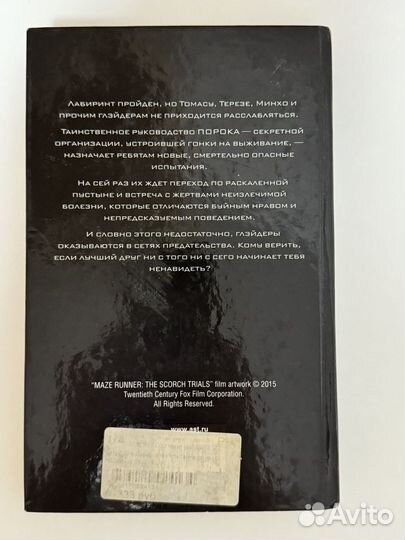 Лабиринт пройден, но Томасу, Терезе, Минхо и
прочим глэйдерам не приходится расслабляться.
Таинственное руководство ПОРОКА — секретной
организации, устроившей гонки на выживание, —
назначает ребятам новые, смертельно опасные
испытания.
На сей раз их ждет переход по раскаленной
пустыне и встреча с жертвами неизлечимой
болезни, которые отличаются буйным нравом и
непредсказуемым поведением.
И словно этого недостаточно, глэйдеры
оказываются в сетях предательства. Кому верить,
если лучший друг ни с того ни с сего начинает тебя
ненавидеть?
"MAZE RUNNER: THE SCORCH TRIALS" film artwork © 2015
Twentieth Century Fox Film Corporation.
All Rights Reserved.
www.ast.ru
Avito